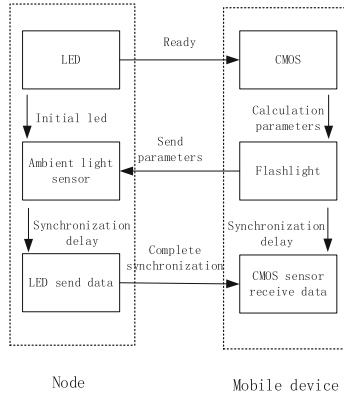 LED
Ready
CMOS
Initial led
Calculation
parameters
Ambient light
sensor
Send
parameters
Flashlight
Synchronization
delay
Synchronization
delay
LED send data
Complete
synchronization
CMOS sensor
receive data
Node
Mobile device